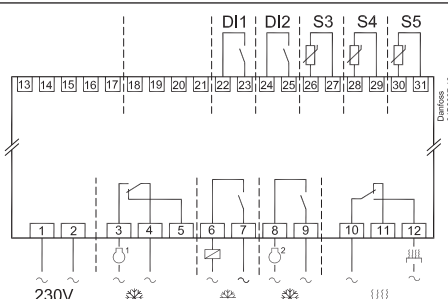 DI1 DI2 S3 S4 S5
13 14 15 16 17 18 19 20 21 22 23 24 25 26 27 28 29 30 31
Danfoss
1 2 3 4 5 6 7 8 9 10 11 12
1 2
230V